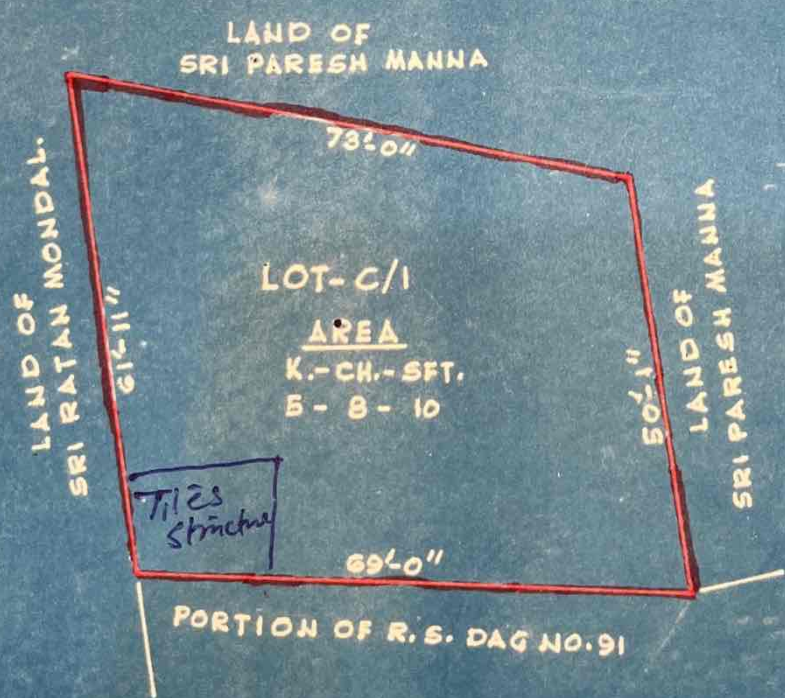 LAND OF
SRI PARESH MANNA
73'-0"
LAND OF
SRI RATAN MONDAL.
61'-11"
LOT-C/1
AREA
K.-CH.-SFT.
5 - 8 - 10
50'-1"
LAND OF
SRI PARESH MANNA
Tiles
Structure
69'-0"
PORTION OF R.S. DAG NO.91